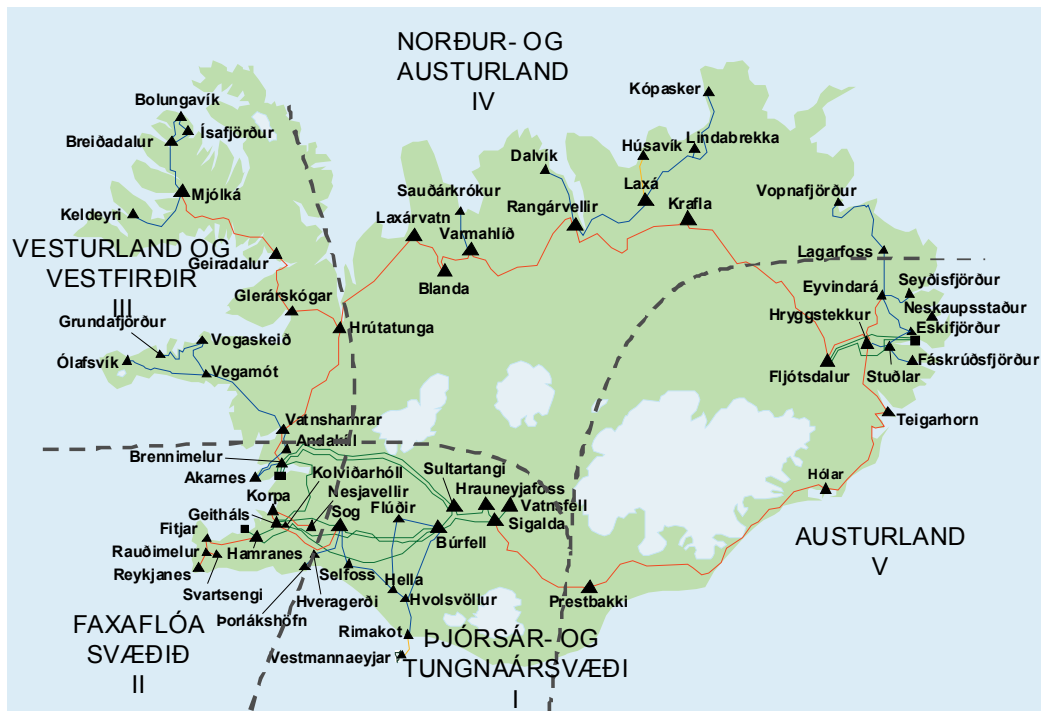 NORÐUR- OG
AUSTURLAND
IV
Bolungavík
Ísafjörður
Breiðadalur
Mjólká
Keldeyri
VESTURLAND OG
VESTFIRÐIR
III
Geiradalur
Glerárskógar
Grundafjörður
Vogaskeið
Ólafsvík
Vegamót
Hrútatunga
Kópasker
Lindabrekka
Húsavík
Dalvík
Laxá
Krafla
Sauðárkrókur
Rangárvellir
Laxárvatn
Varmahlíð
Blanda
Vopnafjörður
Lagarfoss
Eyvindará
Seyðisfjörður
Neskaupsstaður
Hryggstekkur
Eskifjörður
Fáskrúðsfjörður
Fljótsdalur
Stuðlar
Teigarhorn
Hólar
AUSTURLAND
V
Vatnshamrar
Andakíll
Brennimelur
Akarnes
Kolviðarhóll
Korpa
Nesjavellir
Geitháls
Sog
Fitjar
Flúðir
Sultartangi
Hrauneyjafoss
Vatnsfell
Sigalda
Rauðimelur
Hamranes
Búrfell
Reykjanes
Selfoss
Svartsengi
Hveragerði
Þorlákshöfn
Hella
Hvolsvöllur
Prestbakki
Rimakot
Vestmannaeyjar
FAXAFLÓA
SVÆÐIÐ
II
ÞJÓRSÁR- OG
TUNGNAÁRSVÆÐI
I